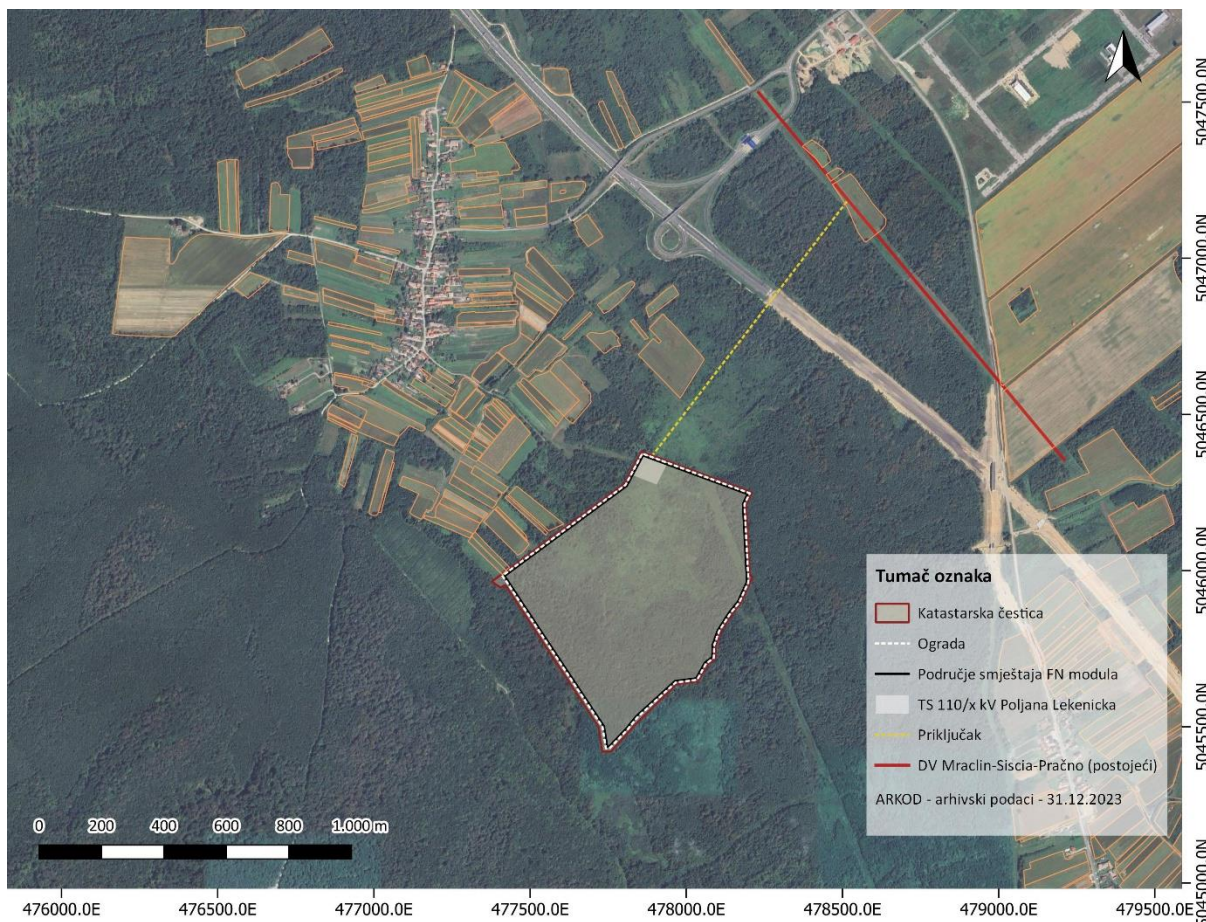 5047500.0N
5047000.0N
5046500.0N
5046000.0N
5045500.0N
5045000.0N
Tumač oznaka
Katastarska čestica
Ograda
Područje smještaja FN modula
TS 110/x kV Poljana Lekenicka
Priključak
DV Mraclin-Siscia-Pračno (postojeći)
ARKOD - arhivski podaci - 31.12.2023
0 200 400 600 800 1.000 m
476000.0E 476500.0E 477000.0E 477500.0E 478000.0E 478500.0E 479000.0E 479500.0E